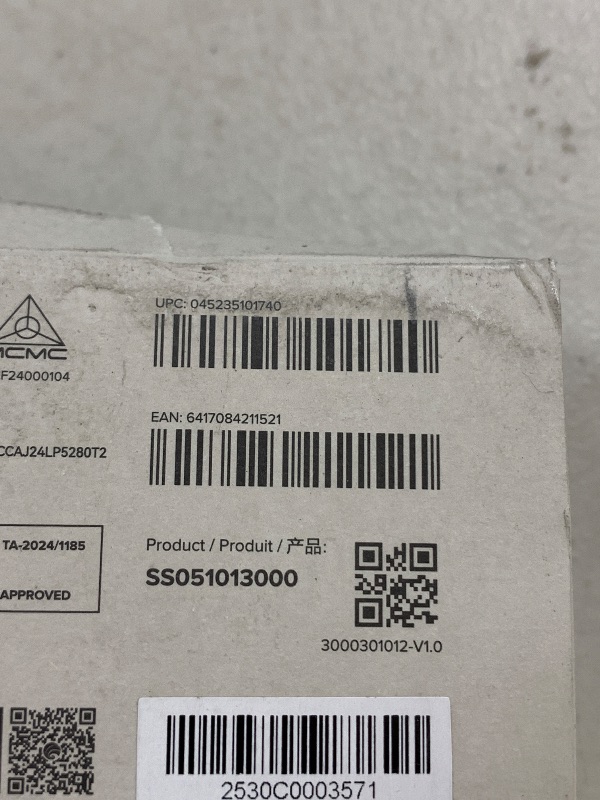 UPC: 045235101740
MCMC
F24000104
EAN: 6417084211521
CCAJ24LP5280T2
TA-2024/1185
APPROVED
Product / Produit / 产品:
SS051013000
3000301012-V1.0
2530C0003571